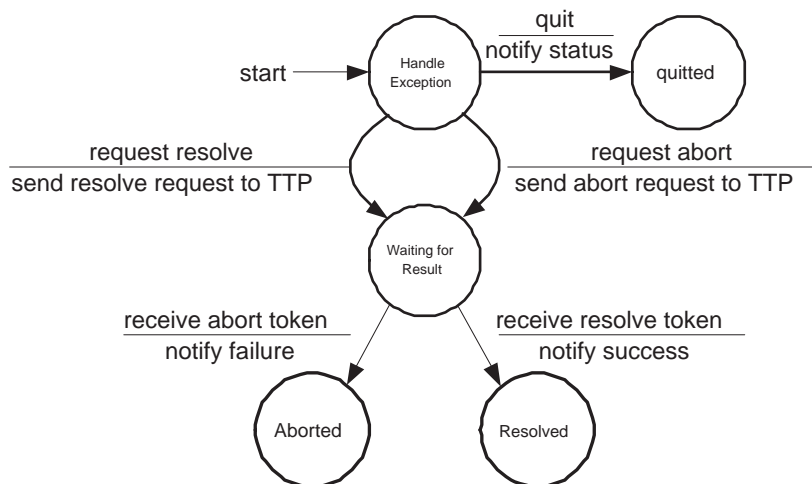 quit
notify status
start
Handle
Exception
quitted
request resolve
send resolve request to TTP
request abort
send abort request to TTP
Waiting for
Result
receive abort token
notify failure
receive resolve token
notify success
Aborted
Resolved